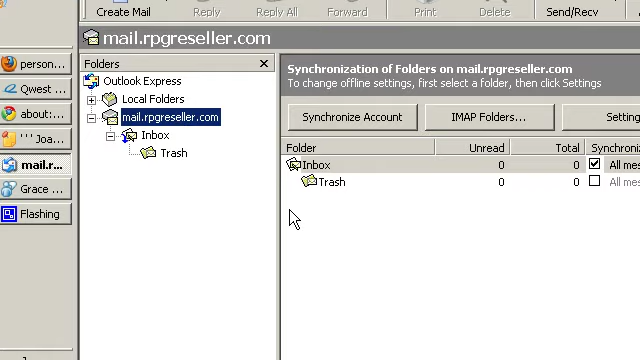 Create Mail Reply Reply All Forward Print Delete Send/Recv
mail.rpgreseller.com
person...
Qwest ...
about:...
''' Joa...
mail.r...
Grace ...
Flashing
Folders
Outlook Express
Local Folders
mail.rpgreseller.com
Inbox
Trash
Synchronization of Folders on mail.rpgreseller.com
To change offline settings, first select a folder, then click Settings
Synchronize Account IMAP Folders... Setting
Folder Unread Total Synchroniz
Inbox 0 0 All mes
Trash 0 0 All mes